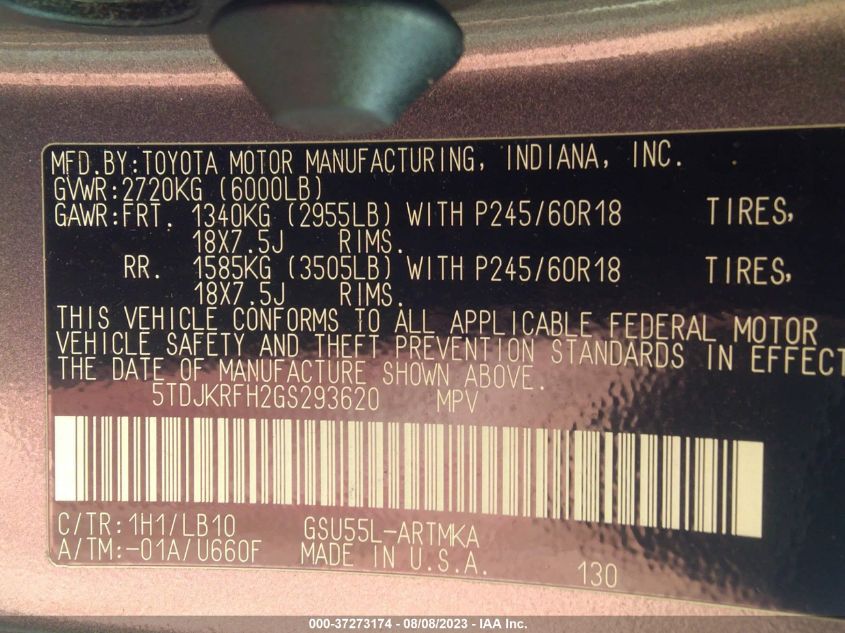 MFD.BY:TOYOTA MOTOR MANUFACTURING, INDIANA, INC.
GVWR:2720KG (6000LB)
GAWR:FRT. 1340KG (2955LB) WITH P245/60R18 TIRES,
18X7.5J RIMS.
RR. 1585KG (3505LB) WITH P245/60R18 TIRES,
18X7.5J RIMS.
THIS VEHICLE CONFORMS TO ALL APPLICABLE FEDERAL MOTOR
VEHICLE SAFETY AND THEFT PREVENTION STANDARDS IN EFFECT
THE DATE OF MANUFACTURE SHOWN ABOVE.
5TDJKRFH2GS293620 MPV
C/TR:1H1/LB10 GSU55L-ARTMKA
A/TM:-01A/U660F MADE IN U.S.A. 130
000-37273174 - 08/08/2023 - IAA Inc.